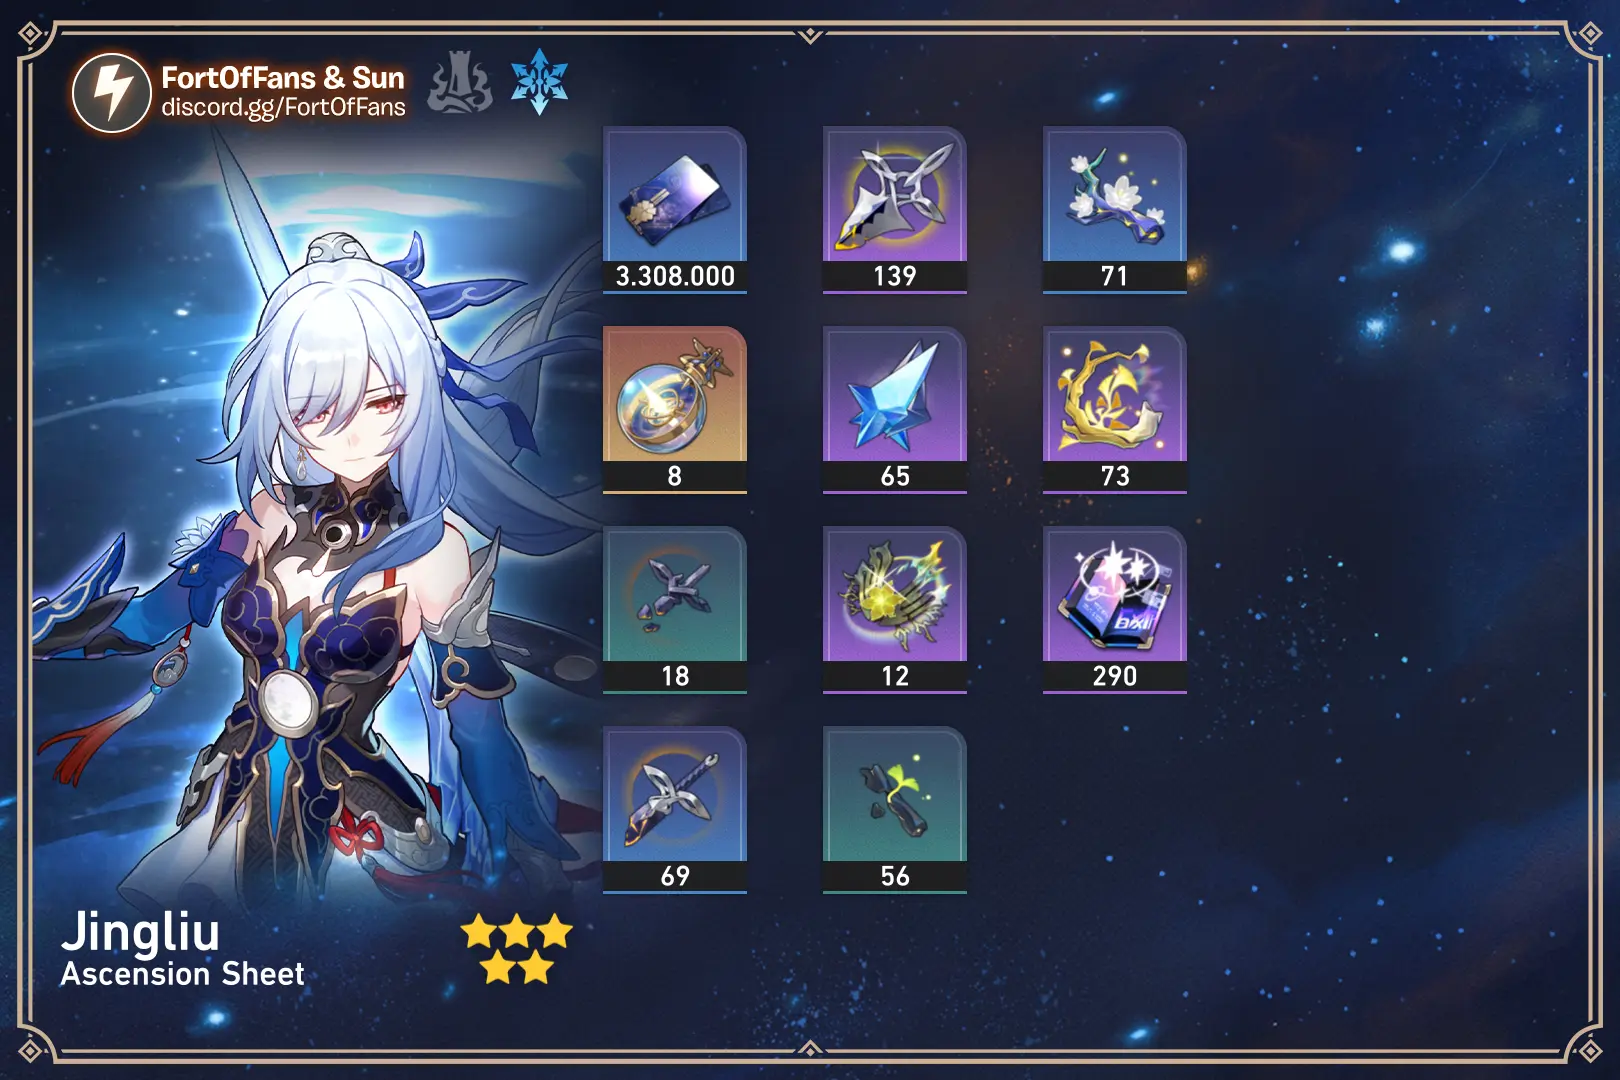 FortOfFans & Sun
discord.gg/FortOfFans
3.308.000
139
71
8
65
73
18
12
290
69
56
Jingliu
Ascension Sheet